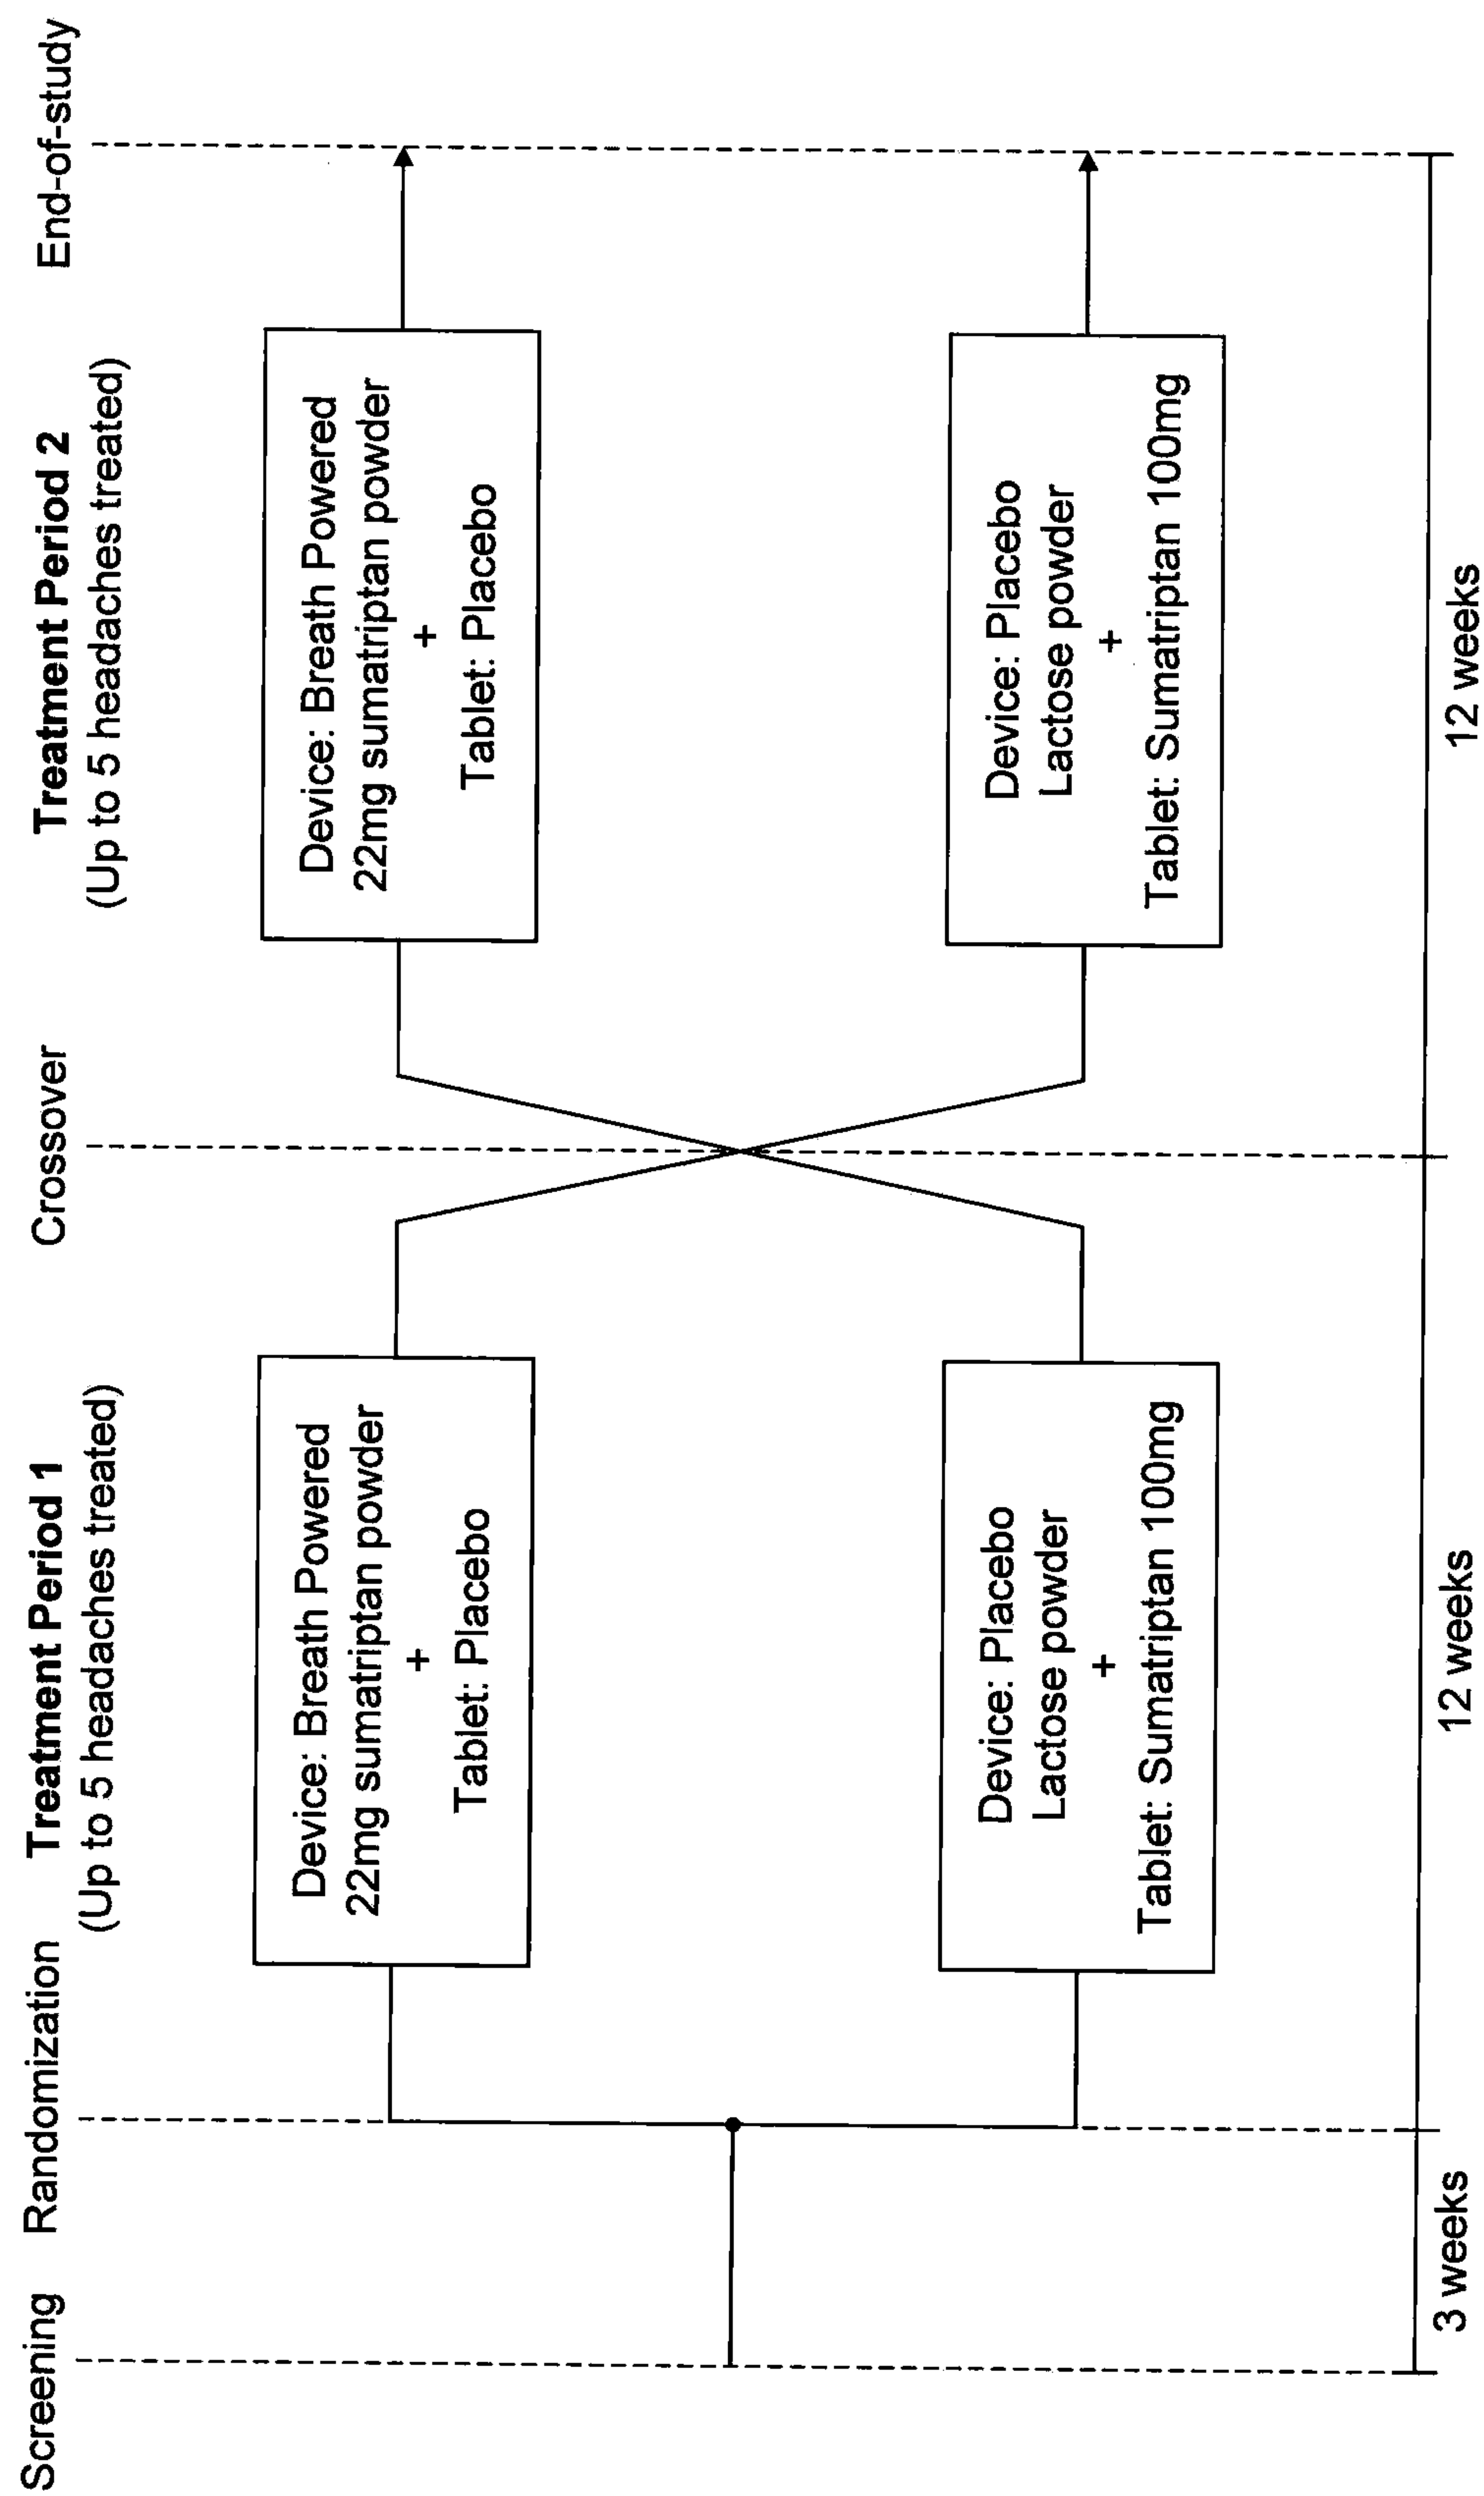 Screening
Randomization
Treatment Period 1
(Up to 5 headaches treated)
Crossover
Treatment Period 2
(Up to 5 headaches treated)
End-of-study
Device: Breath Powered
22mg sumatriptan powder
+
Tablet: Placebo
Device: Breath Powered
22mg sumatriptan powder
+
Tablet: Placebo
Device: Placebo
Lactose powder
+
Tablet: Sumatriptan 100mg
Device: Placebo
Lactose powder
+
Tablet: Sumatriptan 100mg
3 weeks
12 weeks
12 weeks